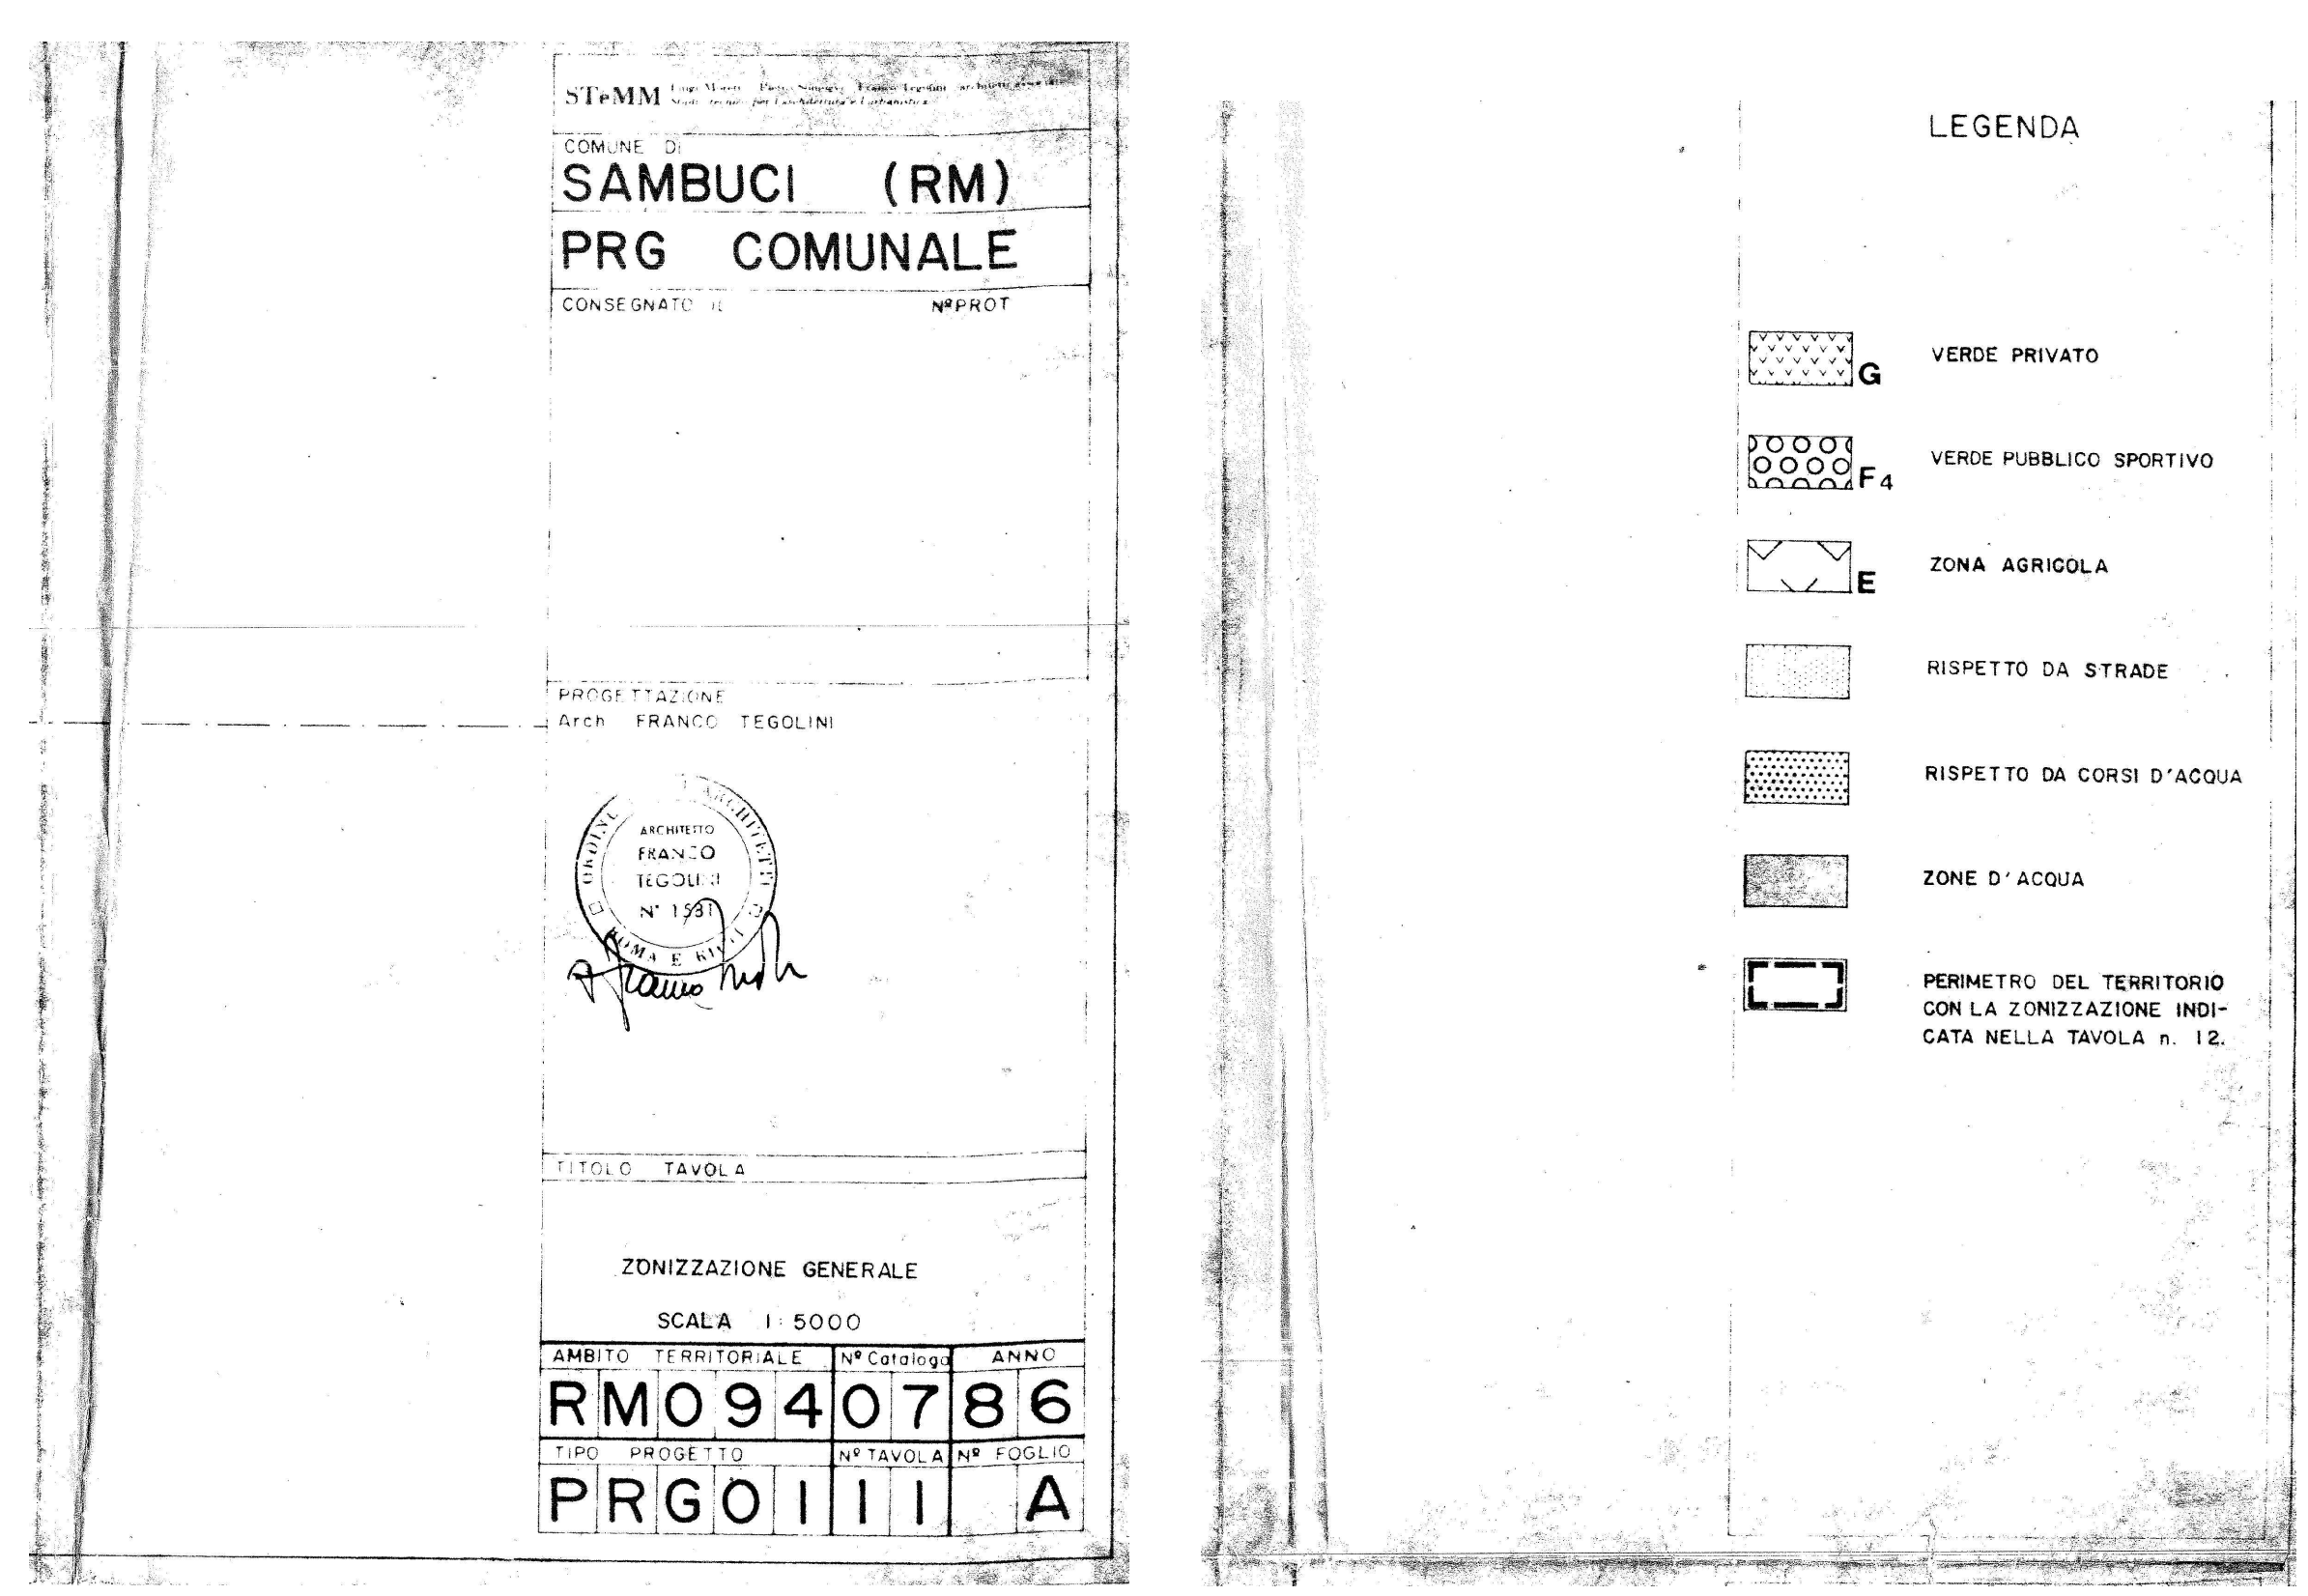 STeMM
COMUNE DI
SAMBUCI (RM)
PRG COMUNALE
CONSEGNATO IL NºPROT
PROGETTAZIONE
Arch FRANCO TEGOLINI
ARCHITETTI
ARCHITETTO
FRANCO
TEGOLINI
ROMA E
TITOLO TAVOLA
ZONIZZAZIONE GENERALE
SCALA 1:5000
AMBITO TERRITORIALE Nº Catalogo ANNO
RM094 07 86
TIPO PROGETTO Nº TAVOLA Nº FOGLIO
PRG01 11 A
LEGENDA
G VERDE PRIVATO
F4 VERDE PUBBLICO SPORTIVO
E ZONA AGRICOLA
RISPETTO DA STRADE
RISPETTO DA CORSI D'ACQUA
ZONE D'ACQUA
PERIMETRO DEL TERRITORIO
CON LA ZONIZZAZIONE INDI-
CATA NELLA TAVOLA n. 12.